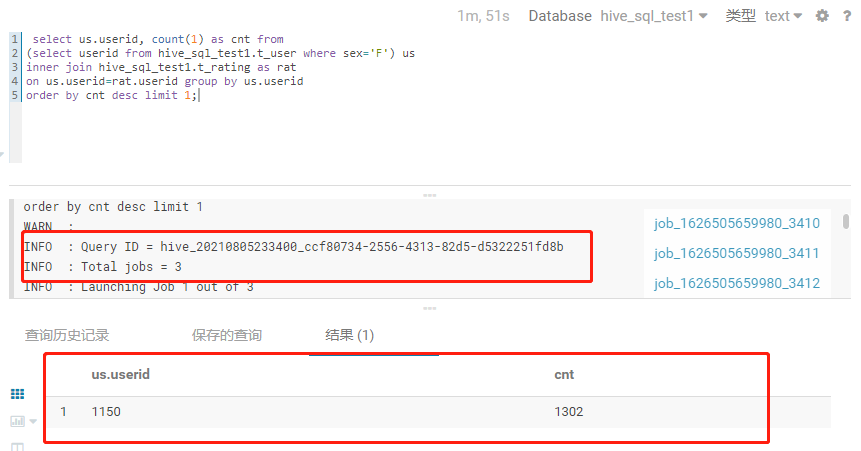 1m, 51s Database hive_sql_test1 类型 text ?
1 select us.userid, count(1) as cnt from
2 (select userid from hive_sql_test1.t_user where sex='F') us
3 inner join hive_sql_test1.t_rating as rat
4 on us.userid=rat.userid group by us.userid
5 order by cnt desc limit 1;
order by cnt desc limit 1
WARN :
INFO : Query ID = hive_20210805233400_ccf80734-2556-4313-82d5-d5322251fd8b
INFO : Total jobs = 3
INFO : Launching Job 1 out of 3
job_1626505659980_3410
job_1626505659980_3411
job_1626505659980_3412
查询历史记录 保存的查询 结果 (1)
us.userid cnt
1 1150 1302